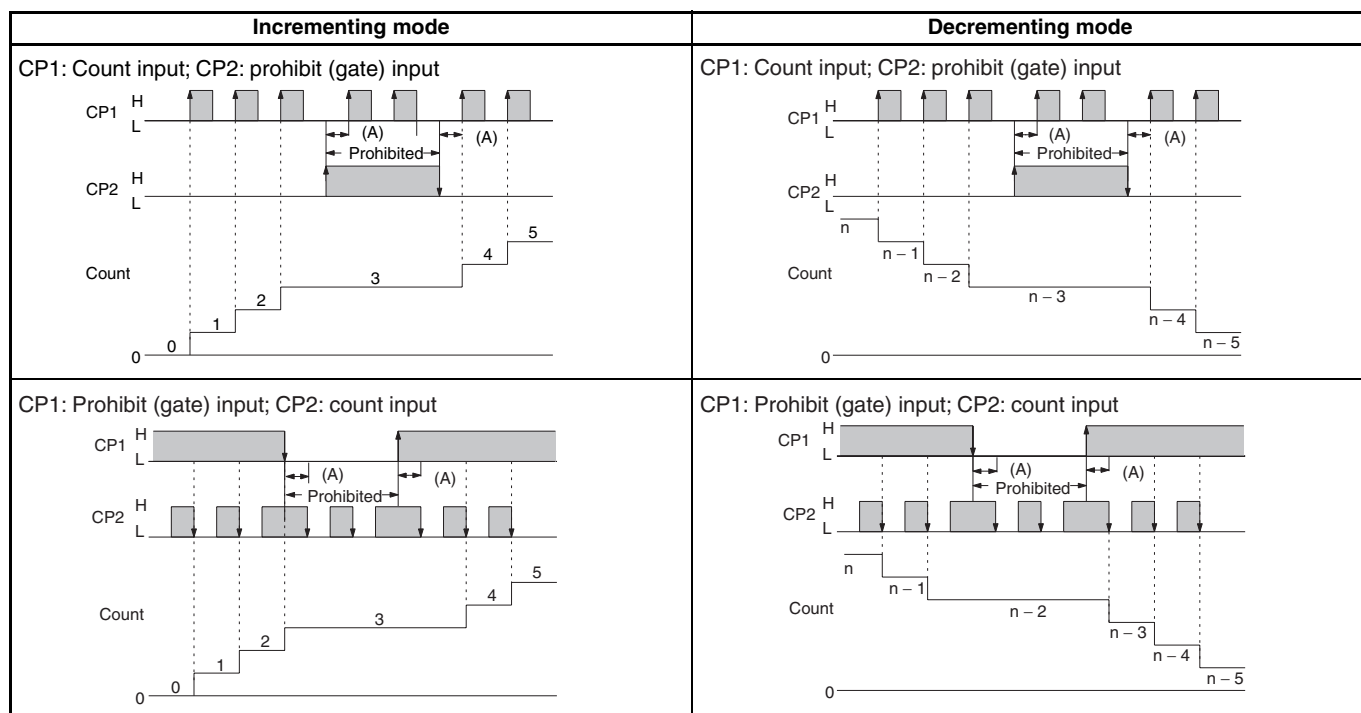 Incrementing mode
Decrementing mode
CP1: Count input; CP2: prohibit (gate) input
CP1 H
L
(A) (A)
Prohibited
CP2 H
L
Count
0 0 1 2 3 4 5
CP1: Count input; CP2: prohibit (gate) input
CP1 H
L
(A) (A)
Prohibited
CP2 H
L
n
Count
n – 1
n – 2
n – 3
n – 4
n – 5
0
CP1: Prohibit (gate) input; CP2: count input
CP1 H
L
(A) (A)
Prohibited
CP2 H
L
Count
0 0 1 2 3 4 5
CP1: Prohibit (gate) input; CP2: count input
CP1 H
L
(A) (A)
Prohibited
CP2 H
L
n
Count
n – 1
n – 2
n – 3
n – 4
n – 5
0